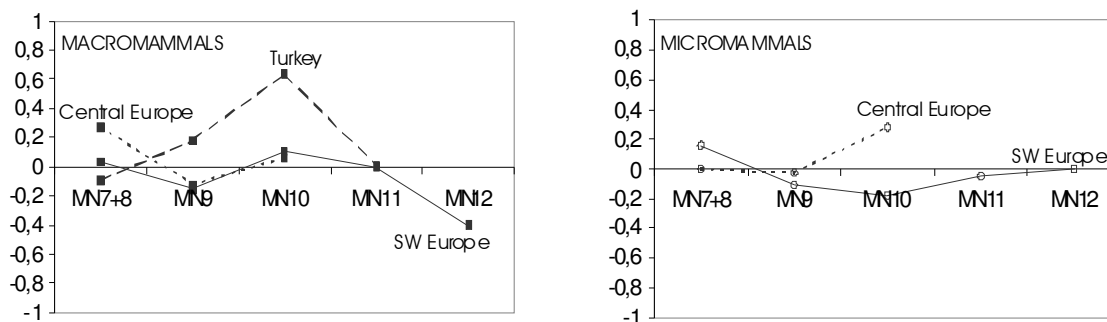 MACROMAMMALS
1
0,8
0,6
0,4
0,2
0
-0,2
-0,4
-0,6
-0,8
-1
Turkey
Central Europe
MN7+8 MN9 MN10 MN11 MN12
SW Europe
MICROMAMMALS
1
0,8
0,6
0,4
0,2
0
-0,2
-0,4
-0,6
-0,8
-1
Central Europe
SW Europe
MN7+8 MN9 MN10 MN11 MN12